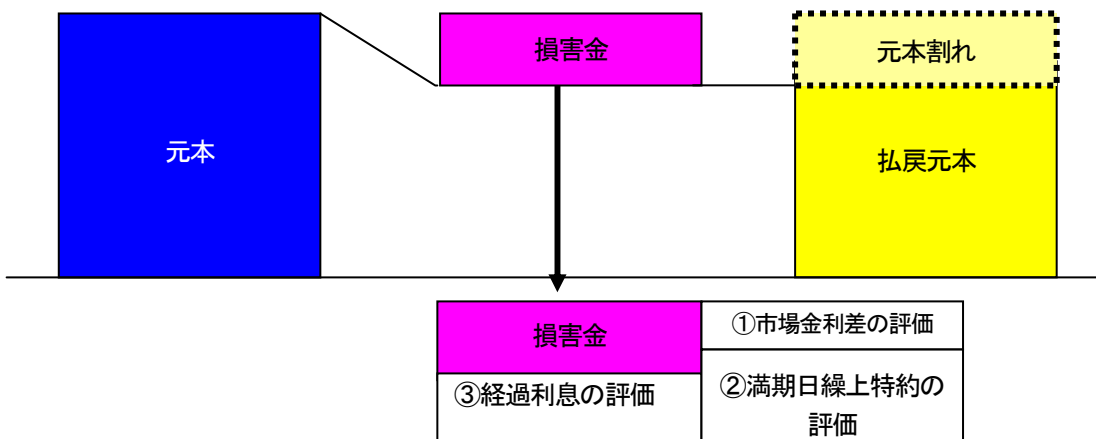 元本
損害金
元本割れ
払戻元本
損害金
①市場金利差の評価
③経過利息の評価
②満期日繰上特約の
評価